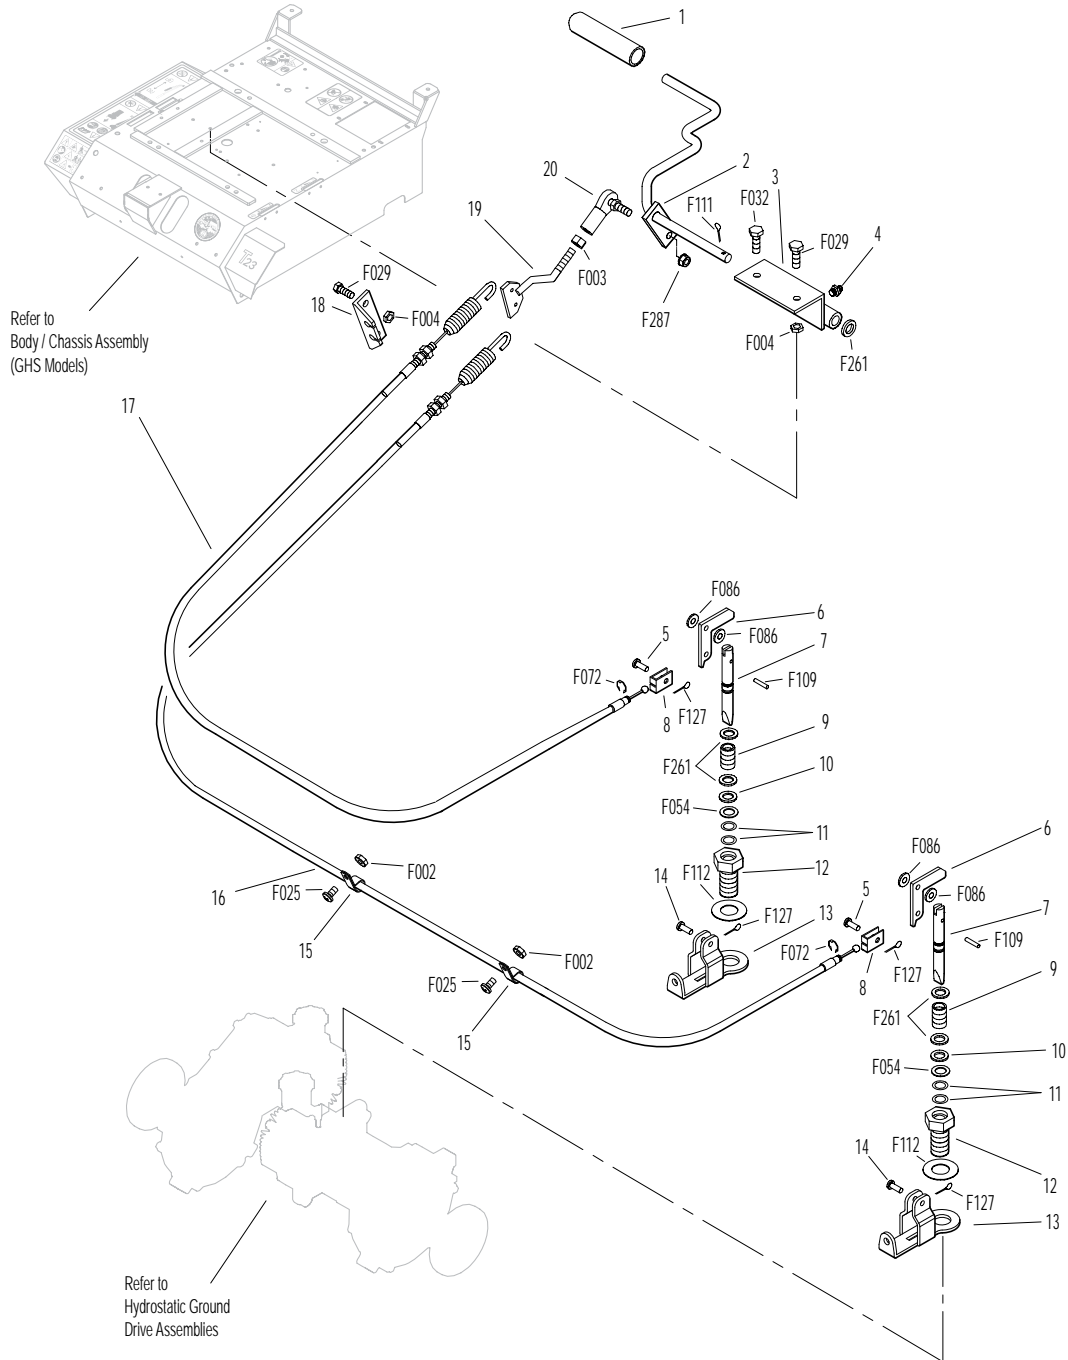 1
20
2
3
F032
19
F111
F029
4
F003
F029
18
F004
F287
F004
F261
Refer to
Body / Chassis Assembly
(GHS Models)
T23
17
F086
6
5
F086
7
F072
F109
8
F127
9
F261
10
F054
11
F002
16
F025
15
F112
12
14
F127
13
F002
F025
15
F086
6
5
F086
7
F072
F109
8
F127
9
F261
10
F054
11
F112
12
14
F127
13
Refer to
Hydrostatic Ground
Drive Assemblies